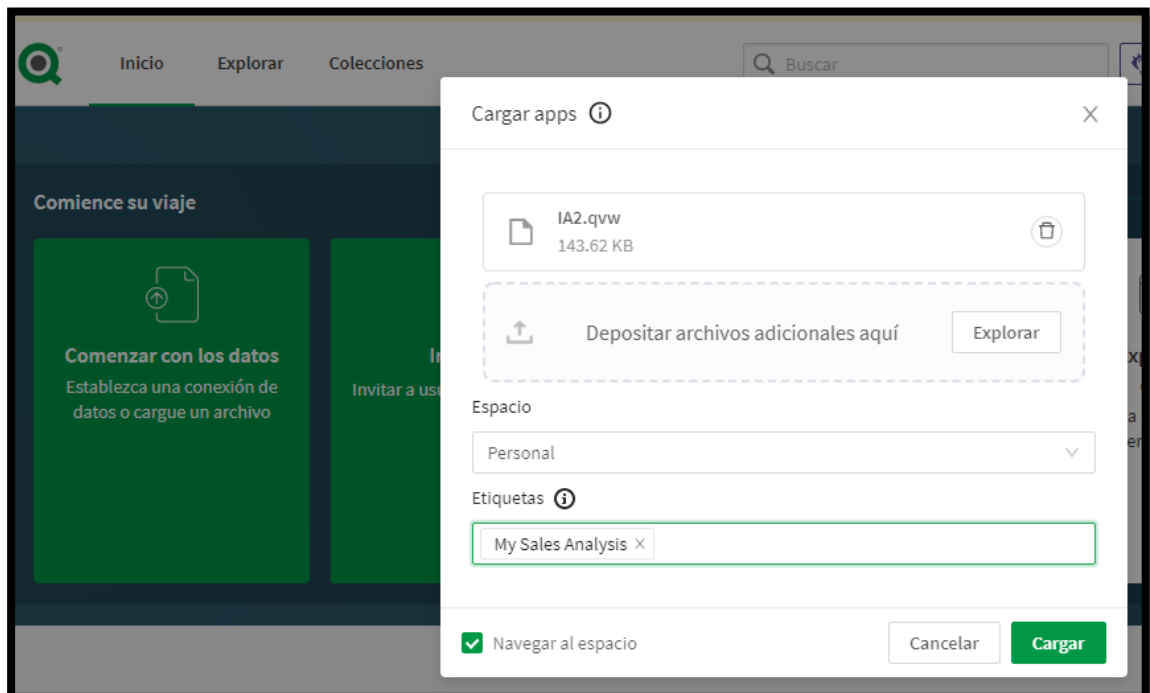 Inicio Explorar Colecciones
Buscar
Comience su viaje
Comenzar con los datos
Establezca una conexión de
datos o cargue un archivo
Invitar a
Cargar apps
IA2.qvw
143.62 KB
Depositar archivos adicionales aquí
Explorar
Espacio
Personal
Etiquetas
My Sales Analysis
Navegar al espacio
Cancelar
Cargar